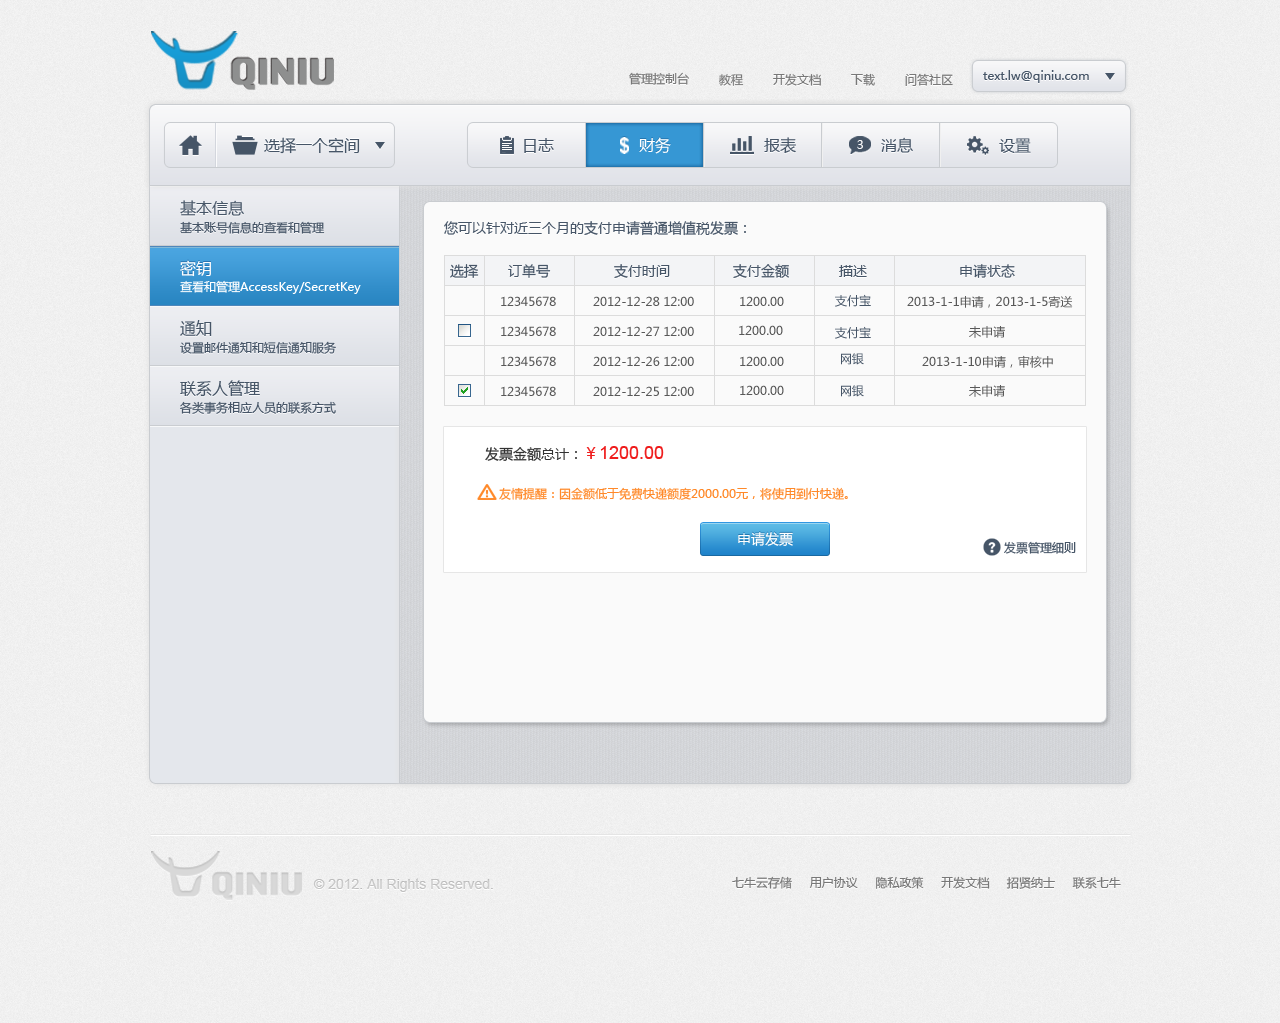 QINIU
管理控制台 教程 开发文档 下载 问答社区 text.lw@qiniu.com
选择一个空间 日志 $ 财务 报表 3 消息 设置
基本信息
基本账号信息的查看和管理
密钥
查看和管理AccessKey/SecretKey
通知
设置邮件通知和短信通知服务
联系人管理
各类事务相应人员的联系方式
您可以针对近三个月的支付申请普通增值税发票：
选择 订单号 支付时间 支付金额 描述 申请状态
12345678 2012-12-28 12:00 1200.00 支付宝 2013-1-1申请，2013-1-5寄送
12345678 2012-12-27 12:00 1200.00 支付宝 未申请
12345678 2012-12-26 12:00 1200.00 网银 2013-1-10申请，审核中
12345678 2012-12-25 12:00 1200.00 网银 未申请
发票金额总计：¥ 1200.00
友情提醒：因金额低于免费快递额度2000.00元，将使用到付快递。
申请发票
? 发票管理细则
QINIU © 2012. All Rights Reserved.
七牛云存储 用户协议 隐私政策 开发文档 招贤纳士 联系七牛